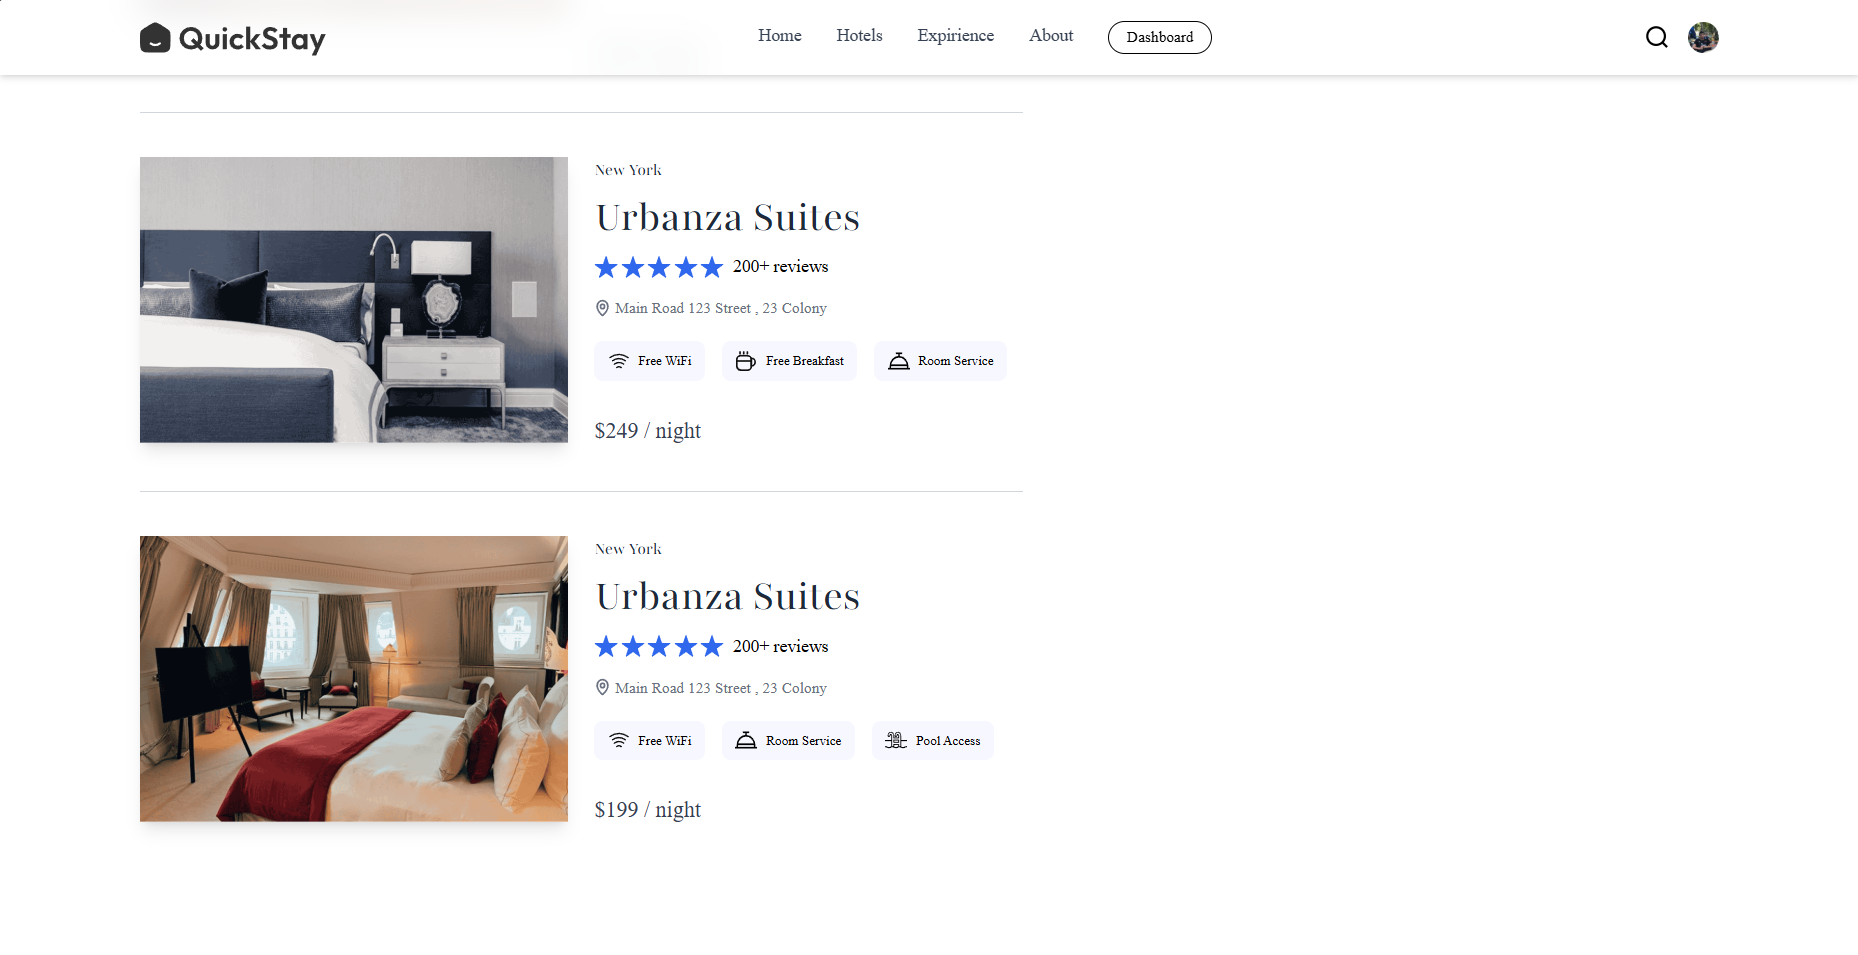 QuickStay
Home Hotels Expirience About Dashboard
New York
Urbanza Suites
200+ reviews
Main Road 123 Street , 23 Colony
Free WiFi Free Breakfast Room Service
$249 / night
New York
Urbanza Suites
200+ reviews
Main Road 123 Street , 23 Colony
Free WiFi Room Service Pool Access
$199 / night